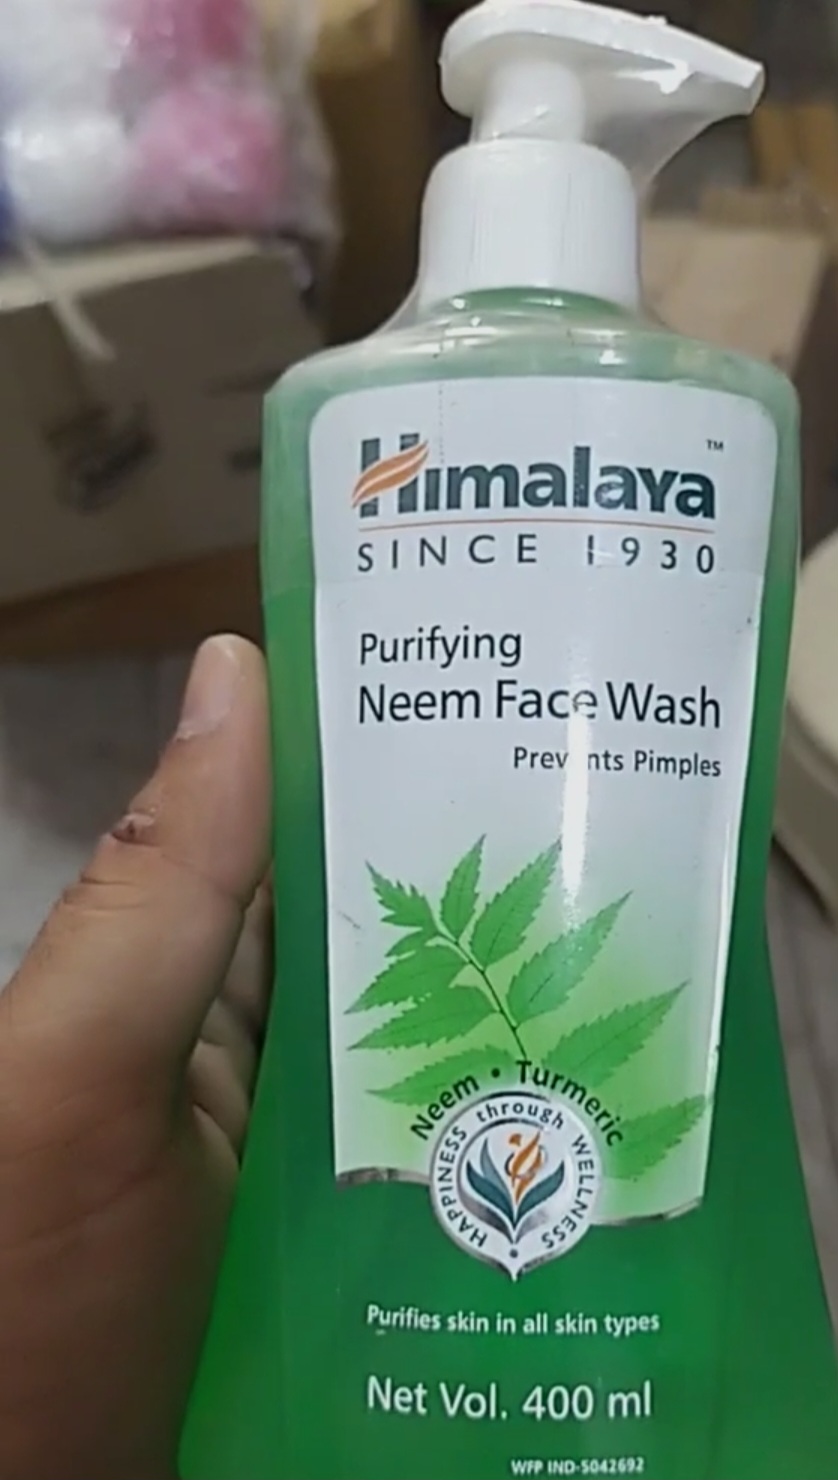 Himalaya™
SINCE 1930
Purifying
Neem Face Wash
Prevents Pimples
Neem • Turmeric
HAPPINESS through WELLNESS
Purifies skin in all skin types
Net Vol. 400 ml
WFP IND-5042692